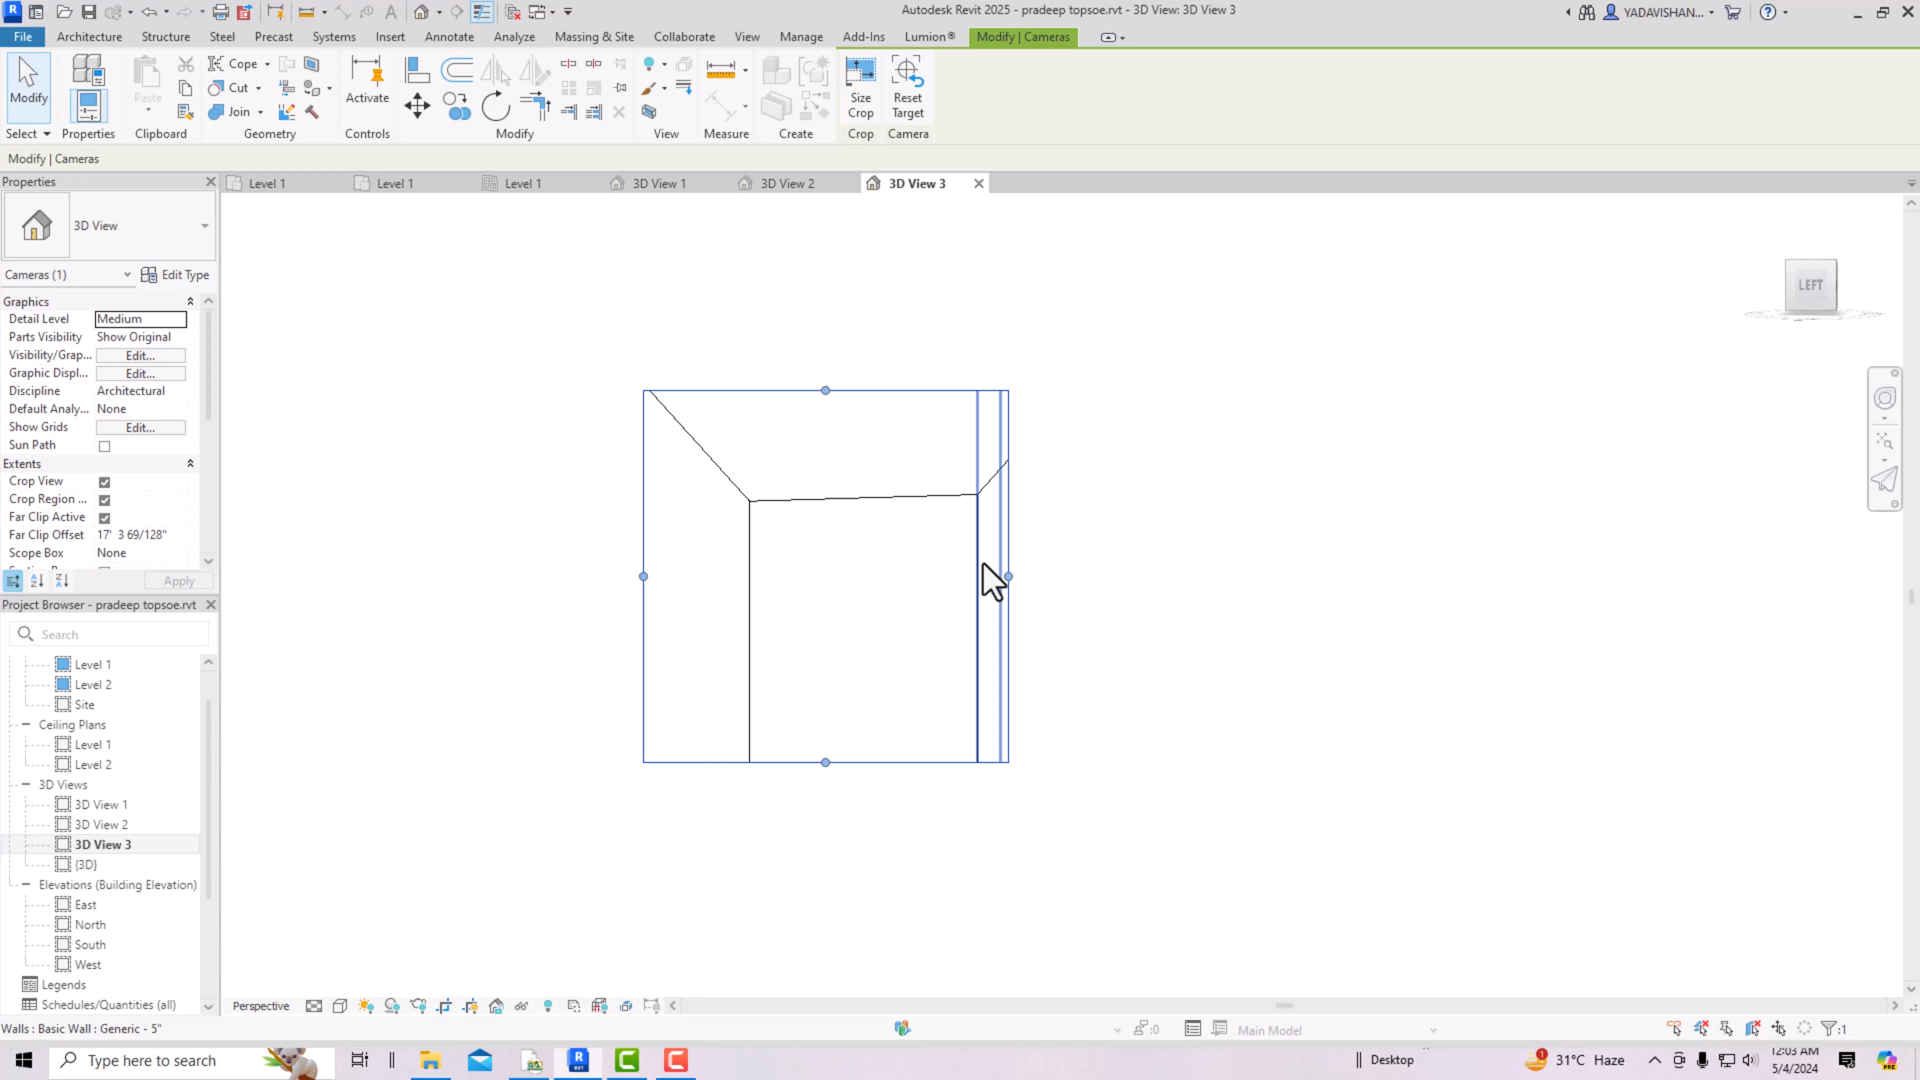 Autodesk Revit 2025 - pradeep topsoe.rvt - 3D View: 3D View 3
YADAVISHAN...
File Architecture Structure Steel Precast Systems Insert Annotate Analyze Massing & Site Collaborate View Manage Add-Ins Lumion® Modify | Cameras
Modify
Paste
Cope
Cut
Join
Activate
Size Crop
Reset Target
Select Properties Clipboard Geometry Controls Modify View Measure Create Crop Camera
Modify | Cameras
Properties
Level 1
Level 1
Level 1
3D View 1
3D View 2
3D View 3
3D View
Cameras (1)
Edit Type
Graphics
Detail Level Medium
Parts Visibility Show Original
Visibility/Grap... Edit...
Graphic Displ... Edit...
Discipline Architectural
Default Analy... None
Show Grids Edit...
Sun Path
Extents
Crop View
Crop Region ...
Far Clip Active
Far Clip Offset 17' 3 69/128"
Scope Box None
Apply
LEFT
Project Browser - pradeep topsoe.rvt
Search
Level 1
Level 2
Site
Ceiling Plans
Level 1
Level 2
3D Views
3D View 1
3D View 2
3D View 3
{3D}
Elevations (Building Elevation)
East
North
South
West
Legends
Schedules/Quantities (all)
Perspective
Walls : Basic Wall : Generic - 5"
:0
Main Model
:1
Type here to search
Desktop
1
31°C Haze
12:03 AM
5/4/2024